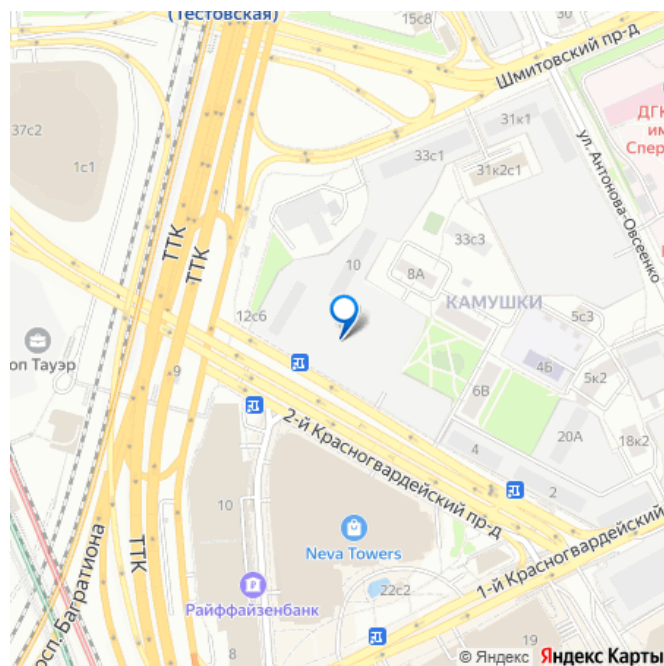 (Тестовская)
15с8
30
Шмитовский пр-д
37с2
1с1
31к1
33с1
31к2с1
ДГК
им
Спер
ул. Антонова-Овсеенко
ТТК
ТТК
33с3
10
8А
КАМУШКИ
12с6
5с3
оп Тауэр
9
4Б
5к2
6В
20А
18к2
4
2
2-й Красногвардейский пр-д
10
Neva Towers
1-й Красногвардейский
Райффайзенбанк
22с2
ТТК
осп. Багратиона
8
19
© Яндекс Яндекс Карты